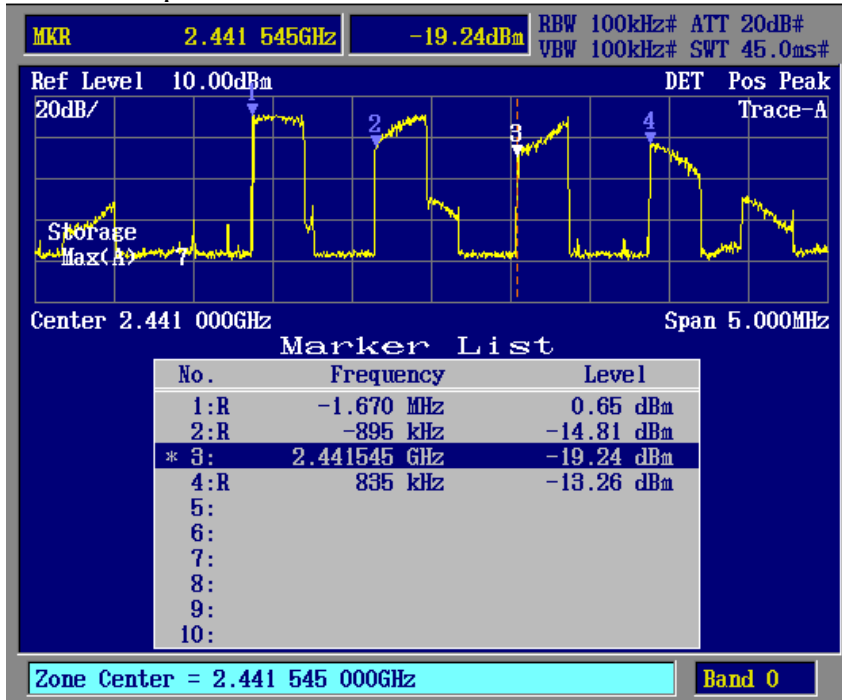 MKR 2.441 545GHz -19.24dBm RBW 100kHz# ATT 20dB#
VBW 100kHz# SWT 45.0ms#
Ref Level 10.00dBm DET Pos Peak
20dB/ Trace-A
1
2
3
4
Storage
Max(A) 7
Center 2.441 000GHz Span 5.000MHz
Marker List
No. Frequency Level
1:R -1.670 MHz 0.65 dBm
2:R -895 kHz -14.81 dBm
* 3: 2.441545 GHz -19.24 dBm
4:R 835 kHz -13.26 dBm
5:
6:
7:
8:
9:
10:
Zone Center = 2.441 545 000GHz Band 0